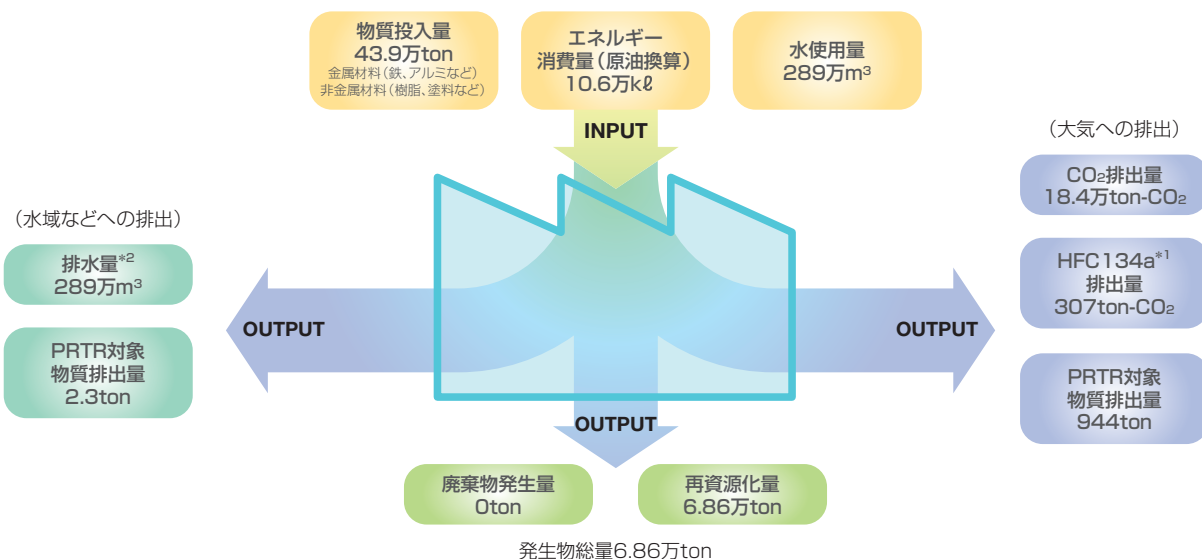 物質投入量
43.9万ton
金属材料（鉄、アルミなど）
非金属材料（樹脂、塗料など）
エネルギー
消費量（原油換算）
10.6万kℓ
水使用量
289万m³
INPUT
（大気への排出）
CO₂排出量
18.4万ton-CO₂
HFC134a*¹
排出量
307ton-CO₂
PRTR対象
物質排出量
944ton
OUTPUT
（水域などへの排出）
排水量*²
289万m³
PRTR対象
物質排出量
2.3ton
OUTPUT
OUTPUT
廃棄物発生量
0ton
再資源化量
6.86万ton
発生物総量6.86万ton